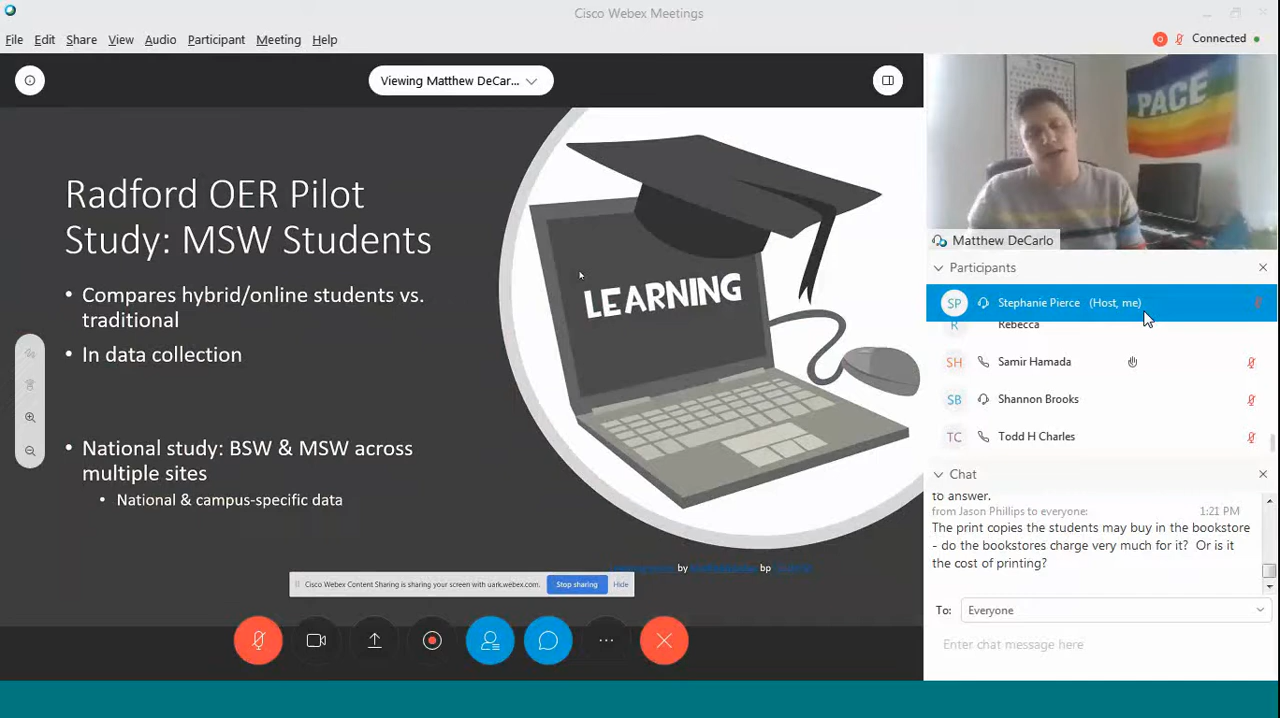 Cisco Webex Meetings
File Edit Share View Audio Participant Meeting Help
Connected
Viewing Matthew DeCar...
PACE
Radford OER Pilot
Study: MSW Students
• Compares hybrid/online students vs.
traditional
• In data collection
• National study: BSW & MSW across
multiple sites
• National & campus-specific data
LEARNING
by
Cisco Webex Content Sharing is sharing your screen with uark.webex.com.
Stop sharing
Hide
Matthew DeCarlo
Participants
SP Stephanie Pierce (Host, me)
R Rebecca
SH Samir Hamada
SB Shannon Brooks
TC Todd H Charles
Chat
to answer.
from Jason Phillips to everyone: 1:21 PM
The print copies the students may buy in the bookstore
- do the bookstores charge very much for it? Or is it
the cost of printing?
To: Everyone
Enter chat message here